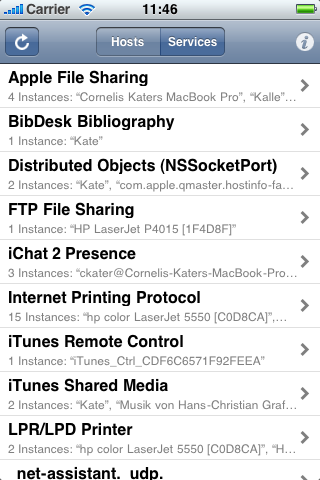 Carrier 11:46
Hosts Services
Apple File Sharing
4 Instances: “Cornelis Katers MacBook Pro”, “Kalle”...
BibDesk Bibliography
1 Instance: “Kate”
Distributed Objects (NSSocketPort)
2 Instances: “Kate”, “com.apple.qmaster.hostinfo-fa...
FTP File Sharing
1 Instance: “HP LaserJet P4015 [1F4D8F]”
iChat 2 Presence
3 Instances: “ckater@Cornelis-Katers-MacBook-Pro...
Internet Printing Protocol
15 Instances: “hp color LaserJet 5550 [C0D8CA]”,...
iTunes Remote Control
1 Instance: “iTunes_Ctrl_CDF6C6571F92FEEA”
iTunes Shared Media
2 Instances: “Kate”, “Musik von Hans-Christian Graf...
LPR/LPD Printer
2 Instances: “hp color LaserJet 5550 [C0D8CA]”, “H...
_net-assistant._udp.